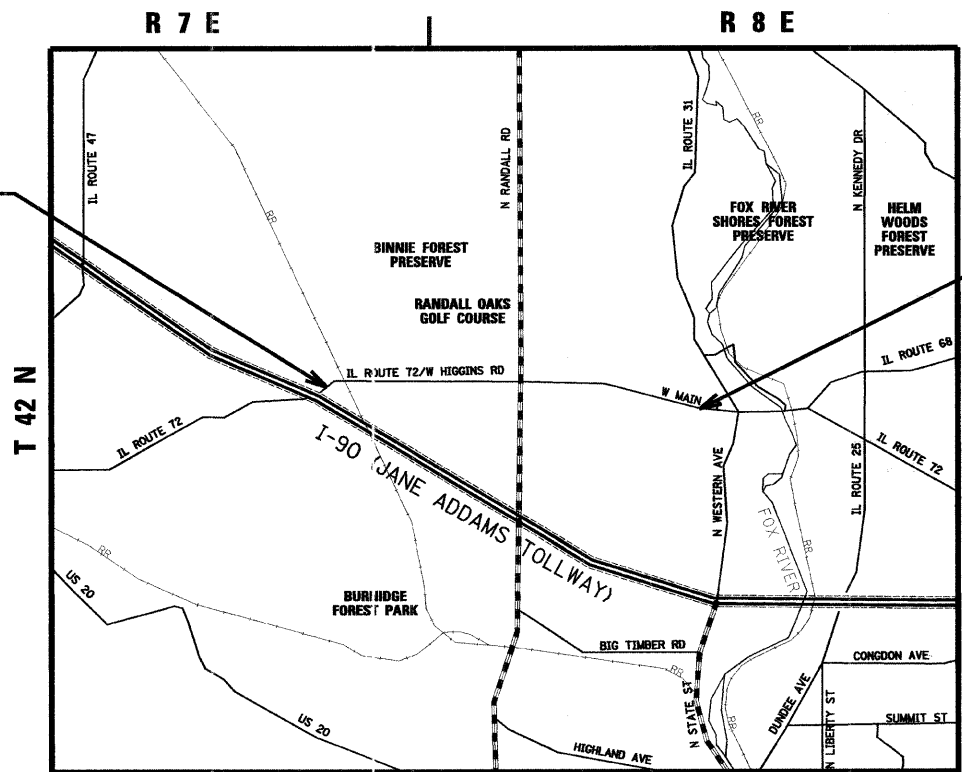 R 7 E
R 8 E
T 42 N
IL ROUTE 47
RR
N RANDALL RD
IL ROUTE 31
RR
N KENNEDY DR
FOX RIVER
SHORES FOREST
PRESERVE
HELM
WOODS
FOREST
PRESERVE
BINNIE FOREST
PRESERVE
RANDALL OAKS
GOLF COURSE
IL ROUTE 72/W HIGGINS RD
W MAIN
IL ROUTE 68
IL ROUTE 72
IL ROUTE 72
I-90 (JANE ADDAMS TOLLWAY)
N WESTERN AVE
IL ROUTE 25
FOX RIVER
RR
RR
US 20
BURNIDGE
FOREST PARK
BIG TIMBER RD
RR
CONGDON AVE
N STATE ST
RR
DUNDEE AVE
N LIBERTY ST
SUMMIT ST
US 20
HIGHLAND AVE